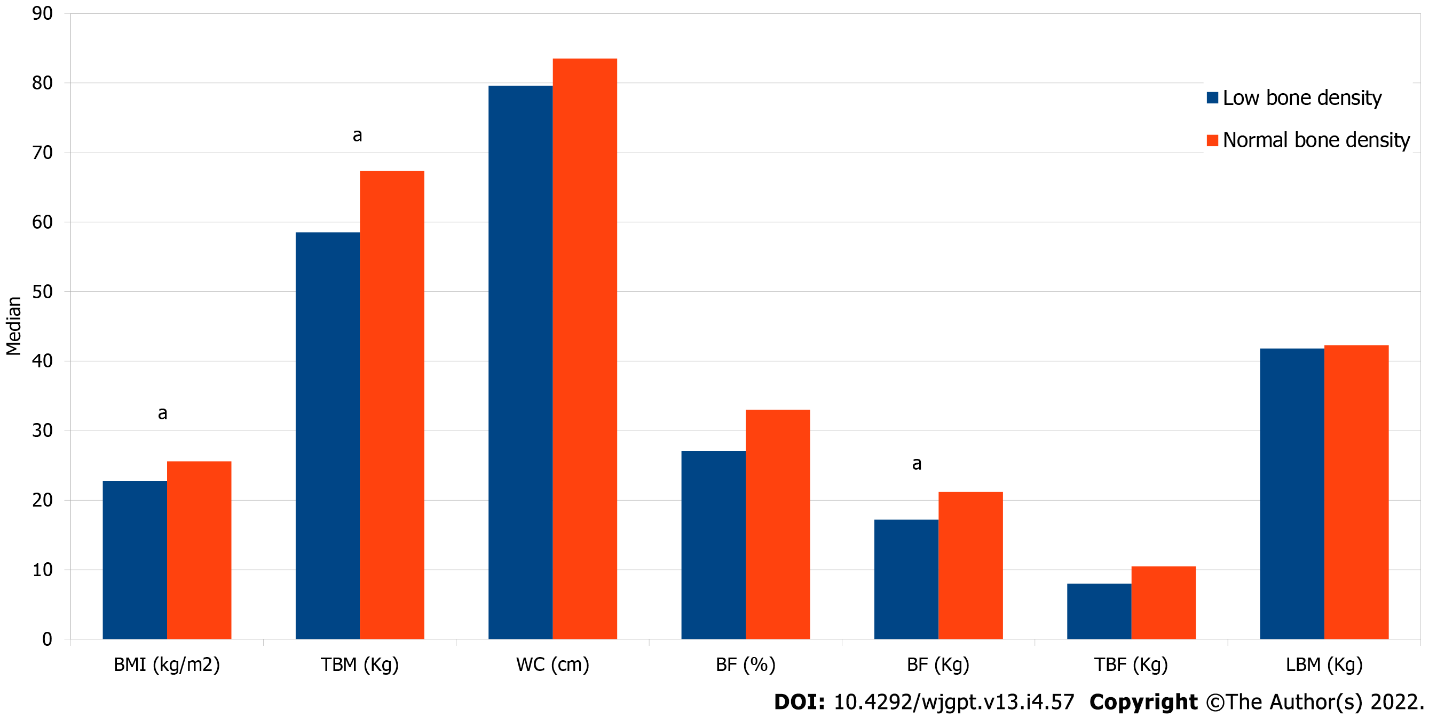 90
80
70
60
50
40
30
20
10
0
Median
a
a
a
Low bone density
Normal bone density
BMI (kg/m2) TBM (Kg) WC (cm) BF (%) BF (Kg) TBF (Kg) LBM (Kg)
DOI: 10.4292/wjgpt.v13.i4.57 Copyright ©The Author(s) 2022.